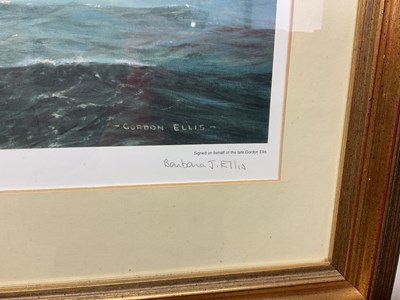 - GORDON ELLIS -
Signed on behalf of the late Gordon Ellis
Barbara J. Ellis